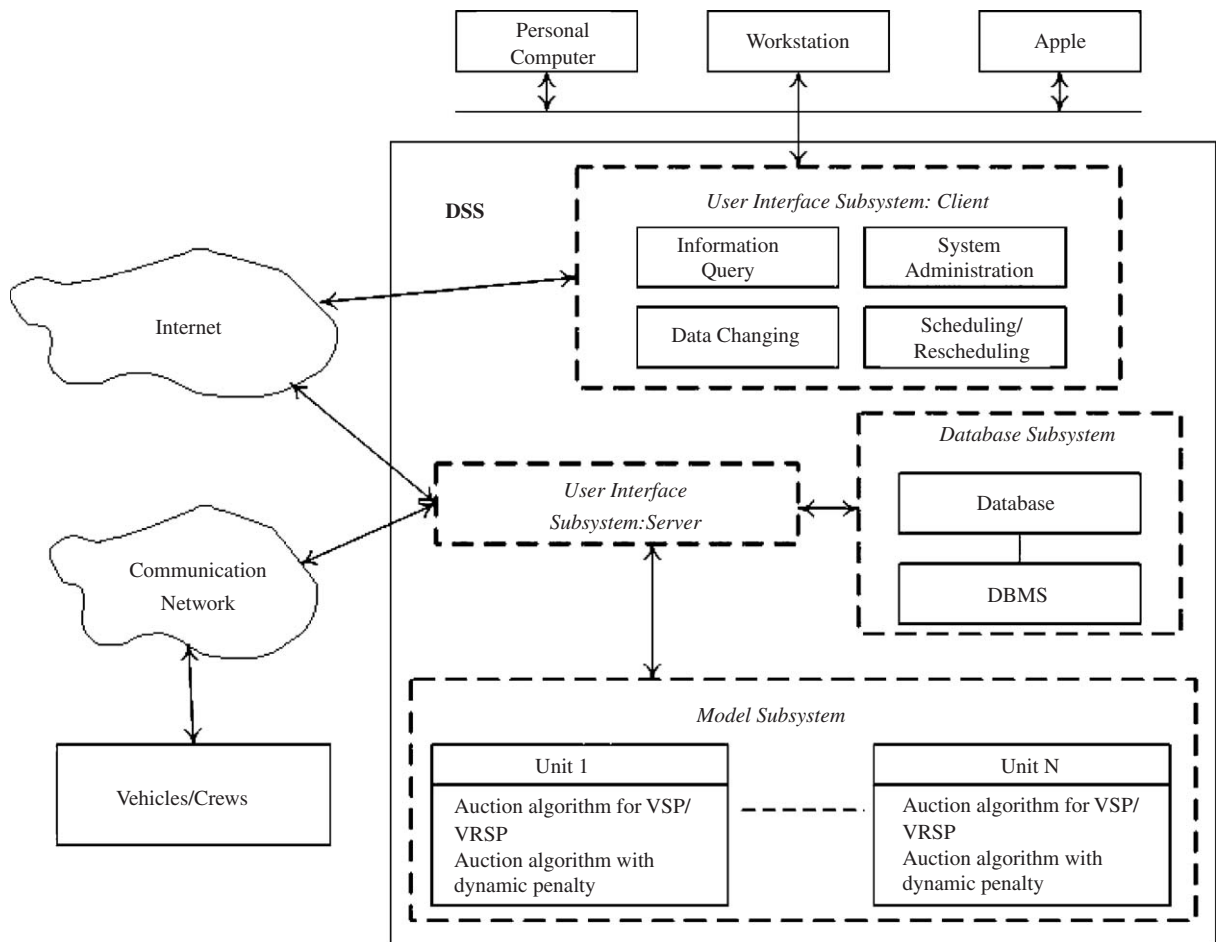 Personal
Computer
Workstation
Apple
DSS
User Interface Subsystem: Client
Information
Query
System
Administration
Data Changing
Scheduling/
Rescheduling
Internet
Database Subsystem
Database
DBMS
User Interface
Subsystem:Server
Communication
Network
Vehicles/Crews
Model Subsystem
Unit 1
Auction algorithm for VSP/
VRSP
Auction algorithm with
dynamic penalty
Unit N
Auction algorithm for VSP/
VRSP
Auction algorithm with
dynamic penalty